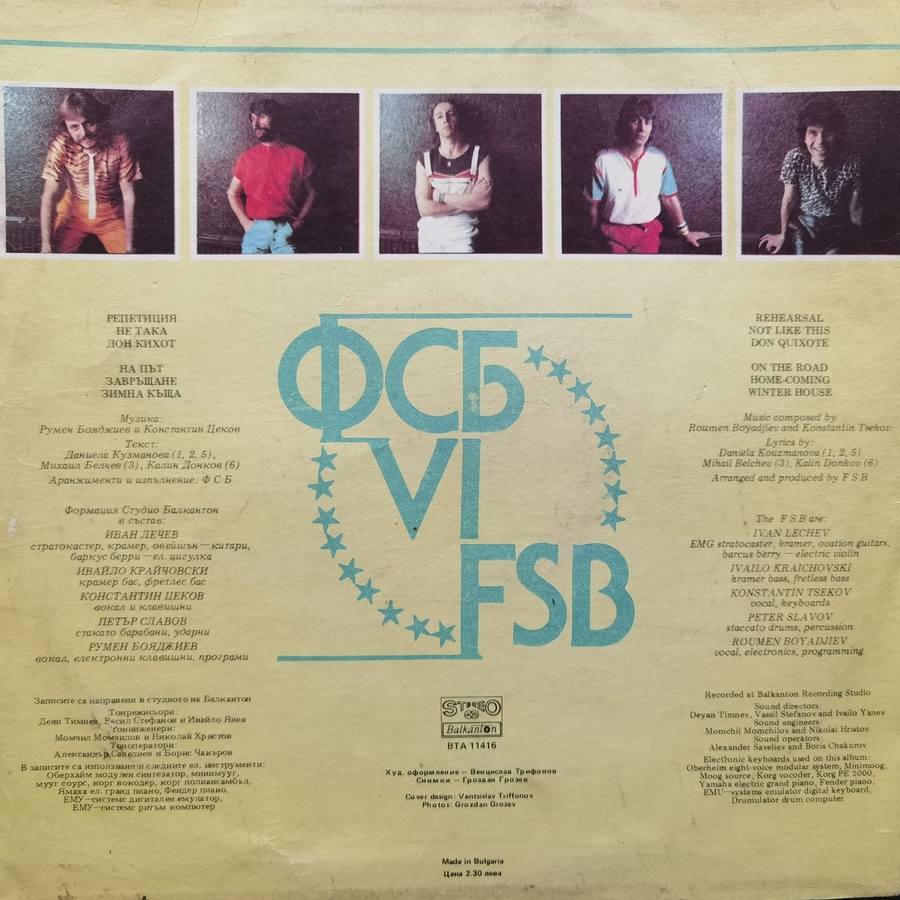 РЕПЕТИЦИЯ
НЕ ТАКА
ДОН КИХОТ
НА ПЪТ
ЗАВРЪЩАНЕ
ЗИМНА КЪЩА
Музика:
Румен Бояджиев и Константин Цеков
Текст:
Даниела Кузманова (1, 2, 5),
Михаил Белчев (3), Калин Донков (6)
Аранжименти и изпълнение: Ф С Б
Формация Студио Балкантон
в състав:
ИВАН ЛЕЧЕВ
стратокастер, крамер, овейшън — китари,
баркус берри — ел. цигулка
ИВАЙЛО КРАЙЧОВСКИ
крамер бас, фретлес бас
КОНСТАНТИН ЦЕКОВ
вокал и клавишни
ПЕТЪР СЛАВОВ
стакато барабани, ударни
РУМЕН БОЯДЖИЕВ
вокал, електронни клавишни, програми
Записите са направени в студиото на Балкантон
Тонрежисьори:
Деян Тимнев, Васил Стефанов и Ивайло Янев
Тонинженери:
Момчил Момчилов и Николай Христов
Тоноператори:
Александър Савелиев и Борис Чакъров
В записите са използвани следните ел. инструменти:
Оберхайм модулен синтезатор, минимууг,
мууг соурс, корг вокодер, корг полиансамбъл,
Ямаха ел. гранд пиано, Фендер пиано,
ЕМУ—системс дигитален емулатор,
ЕМУ—системс ритъм компютер
ФСБ
VI
FSB
STEREO
Balkanton
ВТА 11416
Худ. оформление — Венцислав Трифонов
Снимки — Гроздан Грозев
Cover design: Ventsislav Triffonov
Photos: Grozdan Grozev
Made in Bulgaria
Цена 2.30 лева
REHEARSAL
NOT LIKE THIS
DON QUIXOTE
ON THE ROAD
HOME-COMING
WINTER HOUSE
Music composed by
Roumen Boyadjiev and Konstantin Tsekov
Lyrics by:
Daniela Kouzmanova (1, 2, 5)
Mihail Belchev (3), Kalin Donkov (6)
Arranged and produced by F S B
The F S B are:
IVAN LECHEV
EMG stratocaster, kramer, ovation guitars,
barcus berry — electric violin
IVAILO KRAICHOVSKI
kramer bass, fretless bass
KONSTANTIN TSEKOV
vocal, keyboards
PETER SLAVOV
staccato drums, percussion
ROUMEN BOYADJIEV
vocal, electronics, programming
Recorded at Balkanton Recording Studio
Sound directors:
Deyan Timnev, Vassil Stefanov and Ivailo Yanev
Sound engineers:
Momchil Momchilov and Nikolai Hristov
Sound operators:
Alexander Saveliev and Boris Chakurov
Electronic keyboards used on this album:
Oberheim eight-voice modular system, Minimoog,
Moog source, Korg vocoder, Korg PE 2000,
Yamaha electric grand piano, Fender piano,
EMU—systems emulator digital keyboard,
Drumulator drum computer